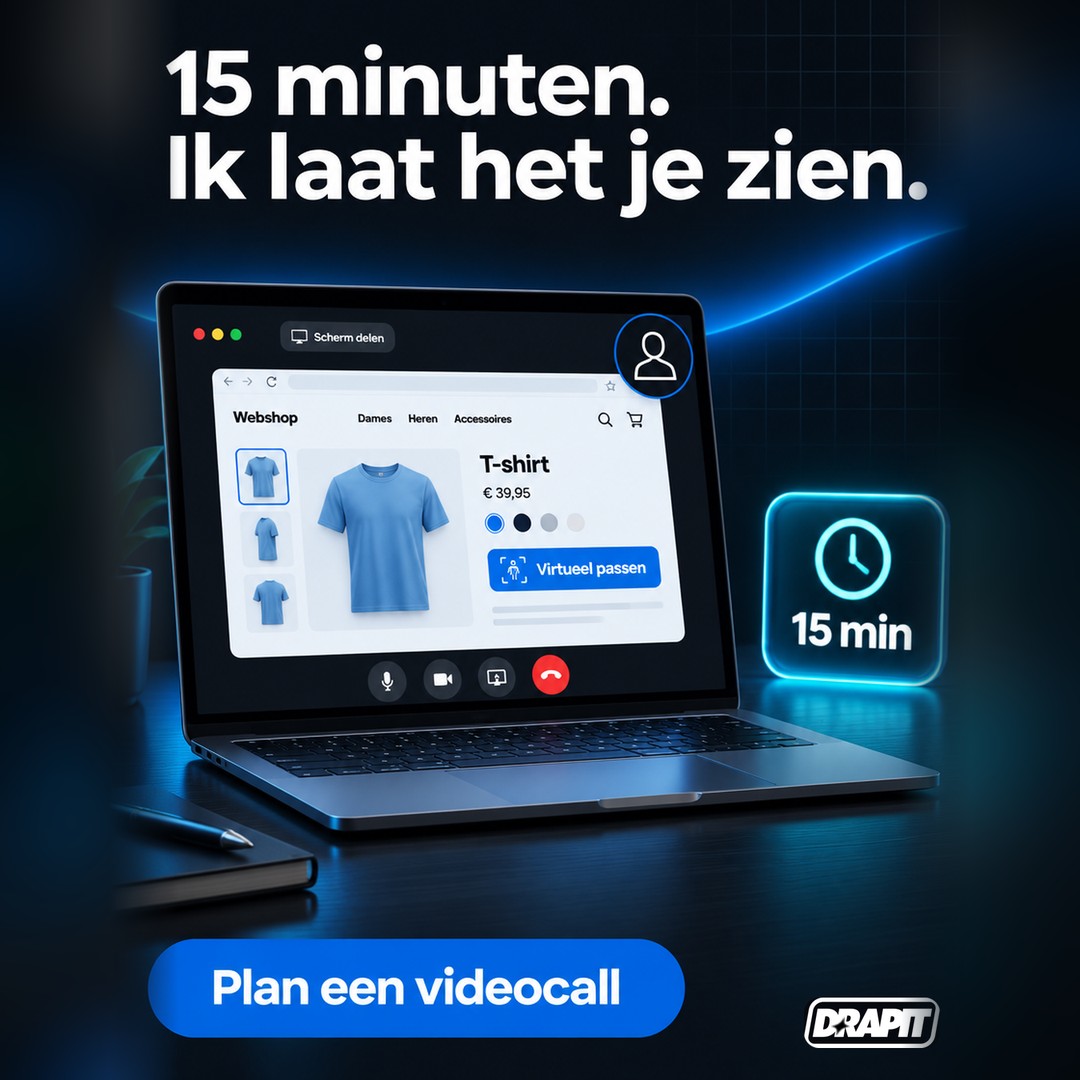 15 minuten.
Ik laat het je zien.
Scherm delen
Webshop
Dames Heren Accessoires
T-shirt
€ 39,95
Virtueel passen
15 min
Plan een videocall
DRAPIT